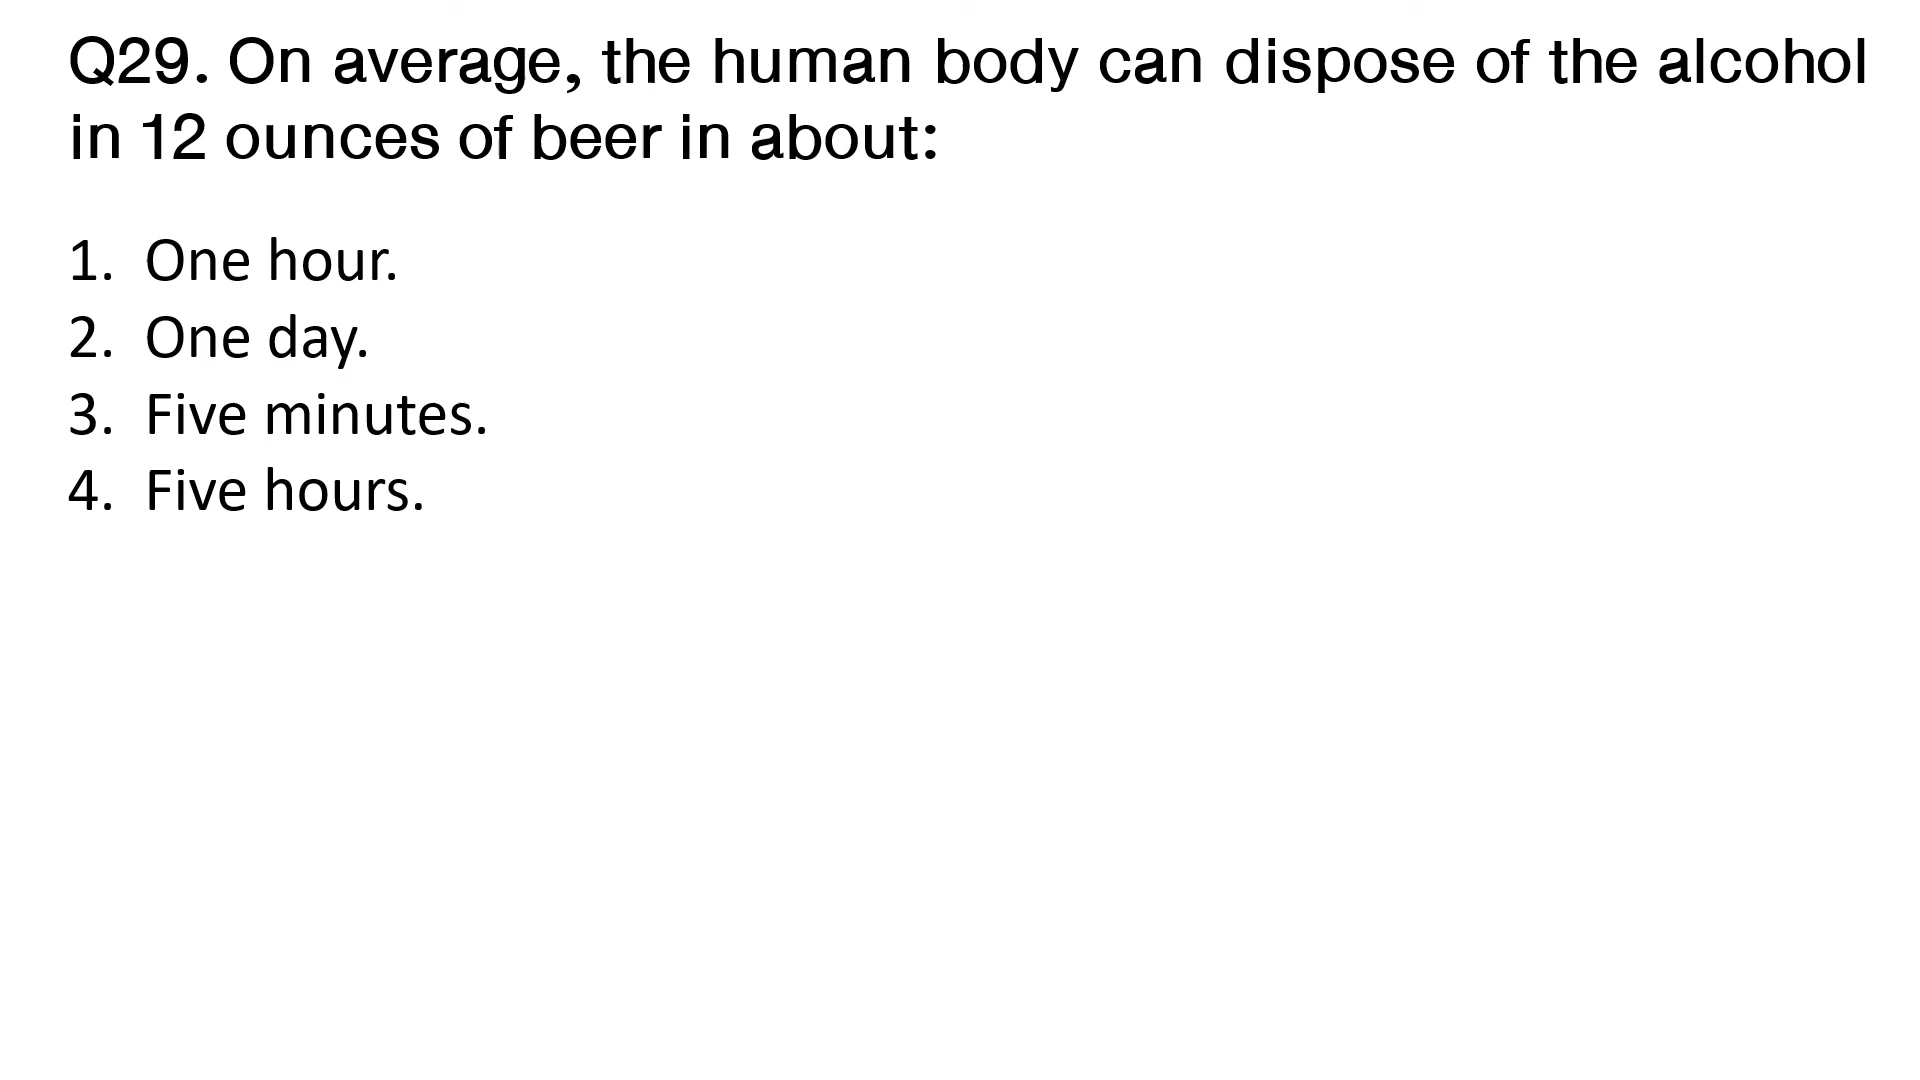 Q29. On average, the human body can dispose of the alcohol
in 12 ounces of beer in about:
1. One hour.
2. One day.
3. Five minutes.
4. Five hours.